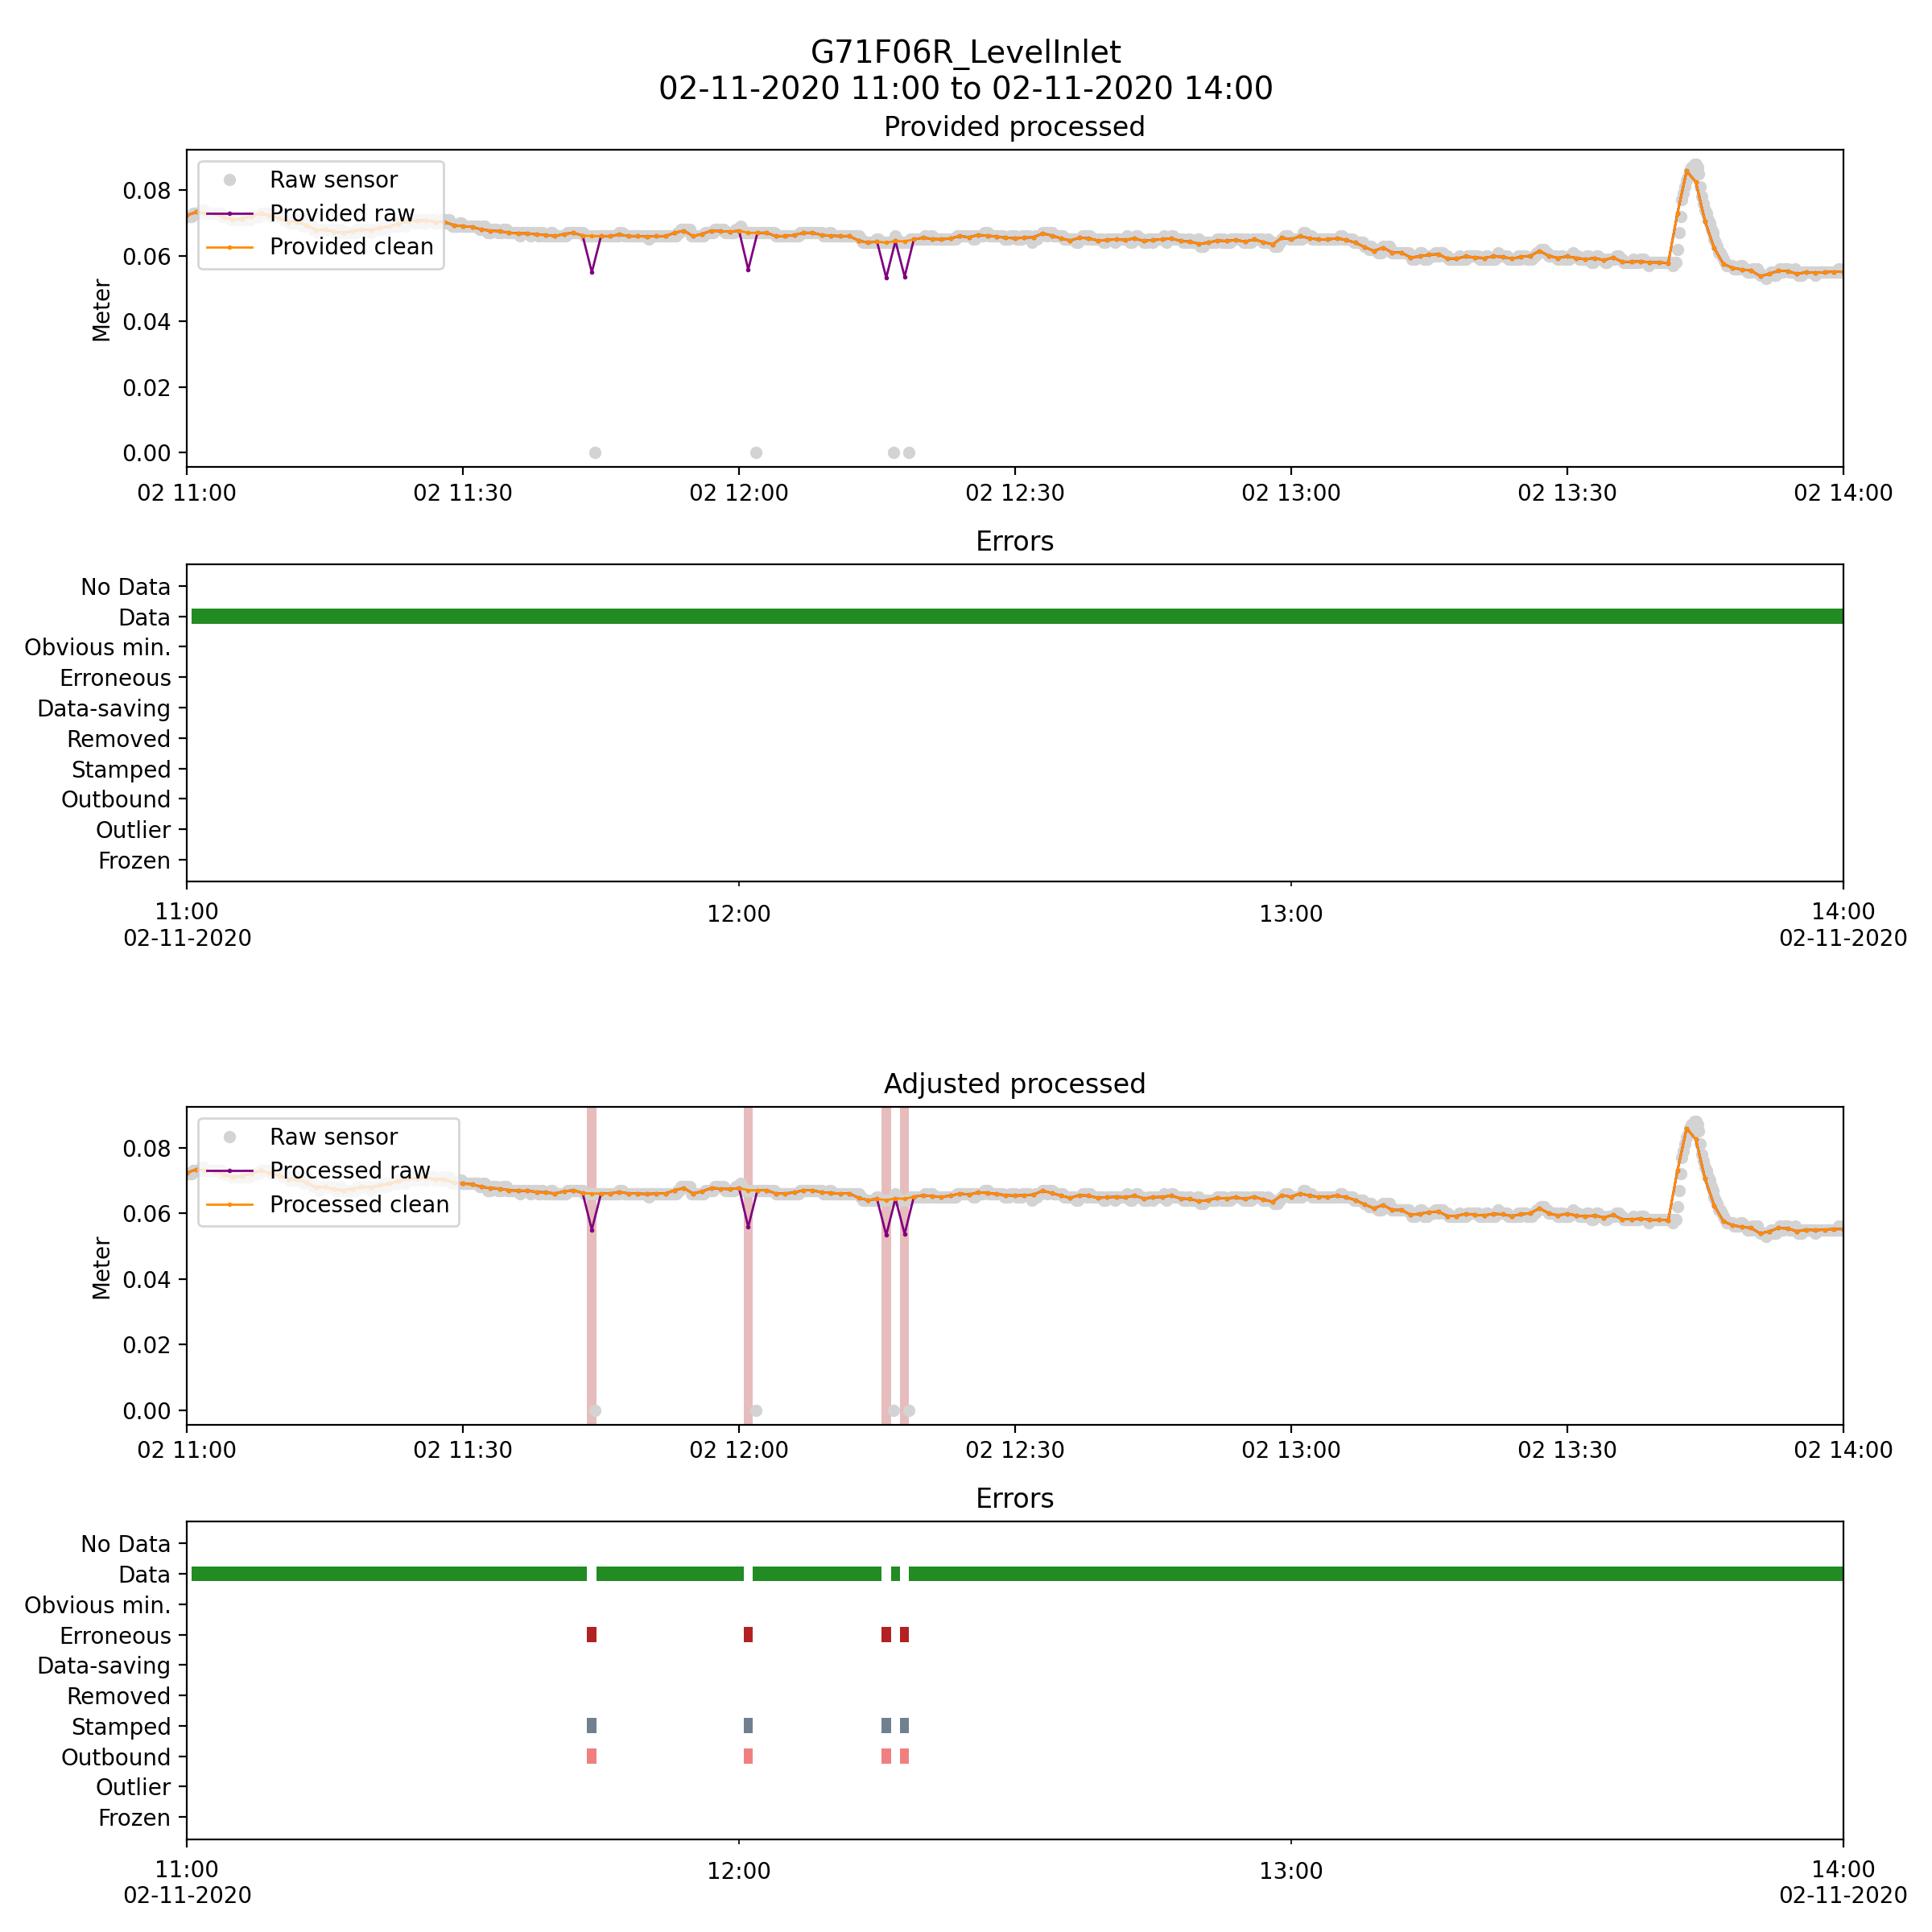 G71F06R_LevelInlet
02-11-2020 11:00 to 02-11-2020 14:00
Provided processed
Raw sensor
Provided raw
Provided clean
Meter
0.08
0.06
0.04
0.02
0.00
02 11:00 02 11:30 02 12:00 02 12:30 02 13:00 02 13:30 02 14:00
Errors
No Data
Data
Obvious min.
Erroneous
Data-saving
Removed
Stamped
Outbound
Outlier
Frozen
11:00 12:00 13:00 14:00
02-11-2020 02-11-2020
Adjusted processed
Raw sensor
Processed raw
Processed clean
Meter
0.08
0.06
0.04
0.02
0.00
02 11:00 02 11:30 02 12:00 02 12:30 02 13:00 02 13:30 02 14:00
Errors
No Data
Data
Obvious min.
Erroneous
Data-saving
Removed
Stamped
Outbound
Outlier
Frozen
11:00 12:00 13:00 14:00
02-11-2020 02-11-2020